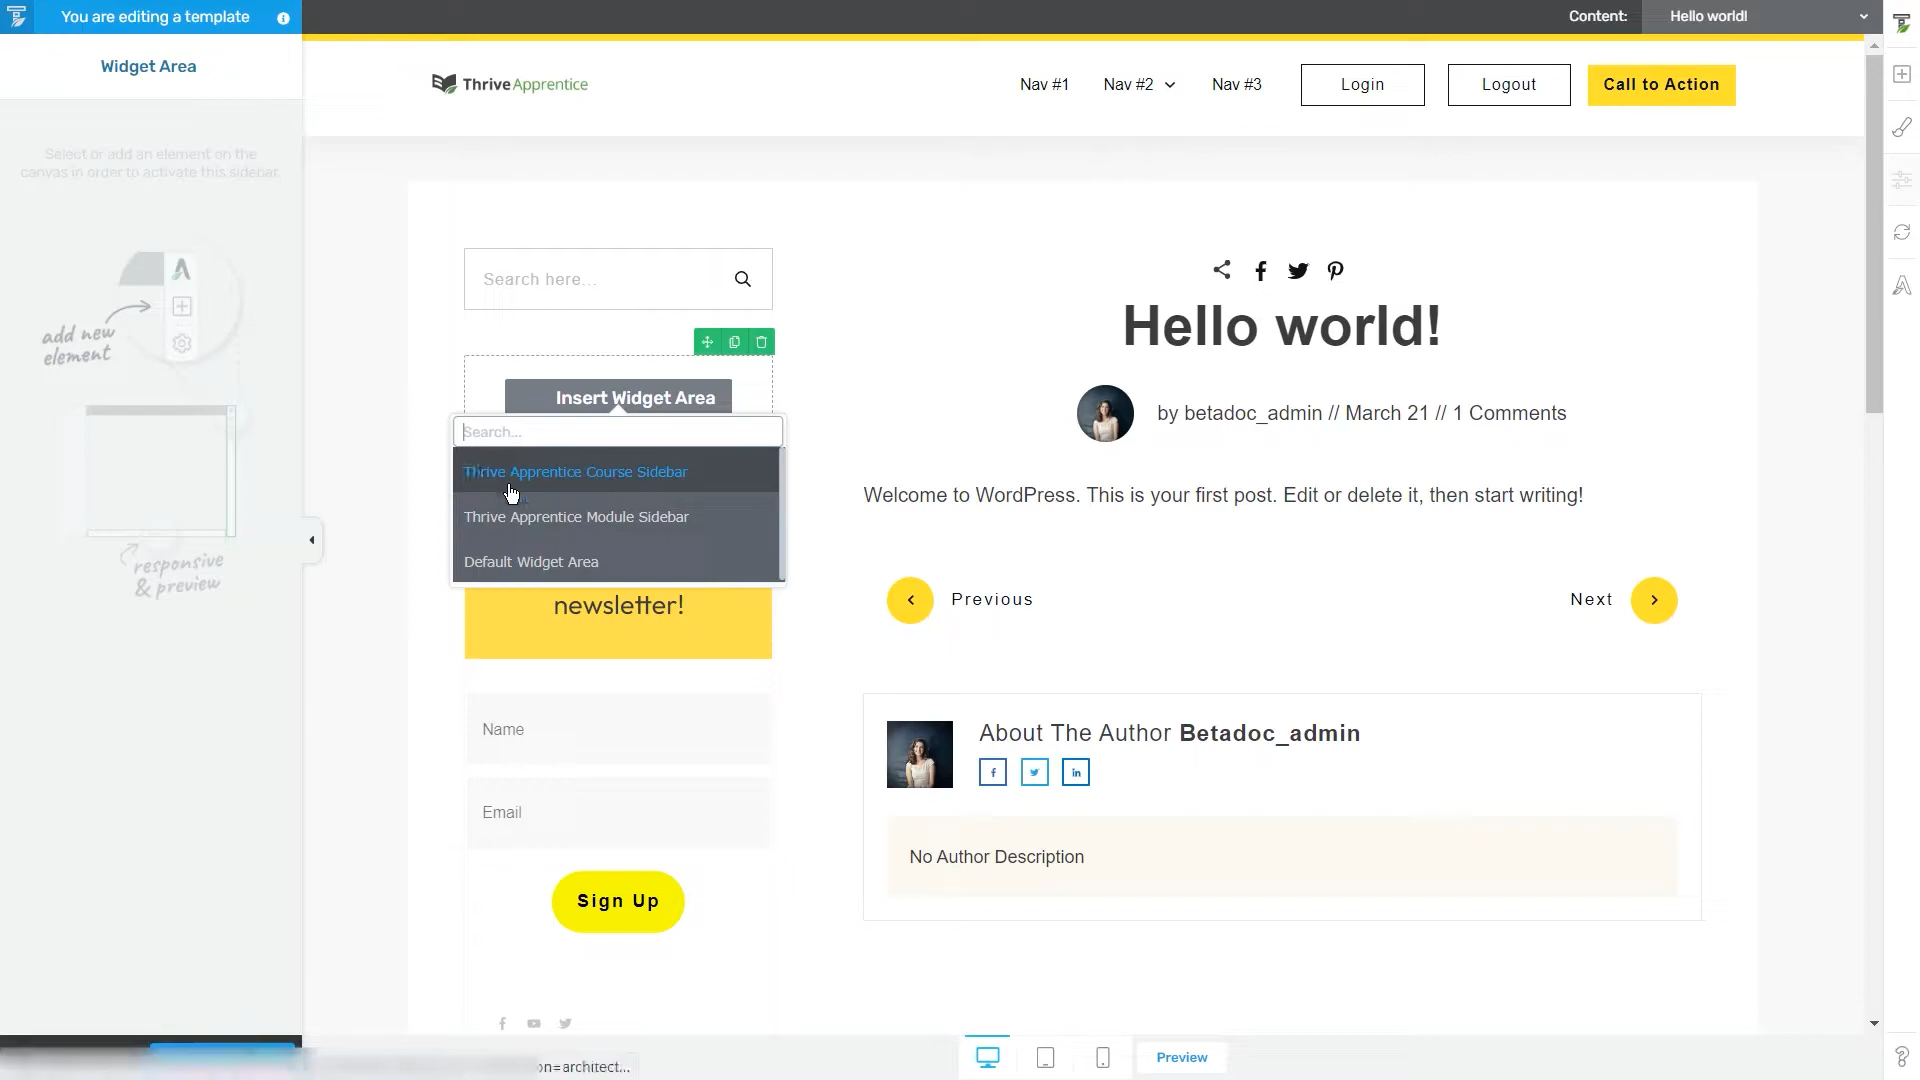 You are editing a template
Content:
Hello world!
Widget Area
Select or add an element on the
canvas in order to activate this sidebar.
add new
element
responsive
& preview
Thrive Apprentice
Nav #1
Nav #2
Nav #3
Login
Logout
Call to Action
Search here...
Insert Widget Area
Search...
Thrive Apprentice Course Sidebar
Thrive Apprentice Module Sidebar
Default Widget Area
newsletter!
Name
Email
Sign Up
Hello world!
by betadoc_admin // March 21 // 1 Comments
Welcome to WordPress. This is your first post. Edit or delete it, then start writing!
Previous
Next
About The Author Betadoc_admin
No Author Description
on=architect...
Preview